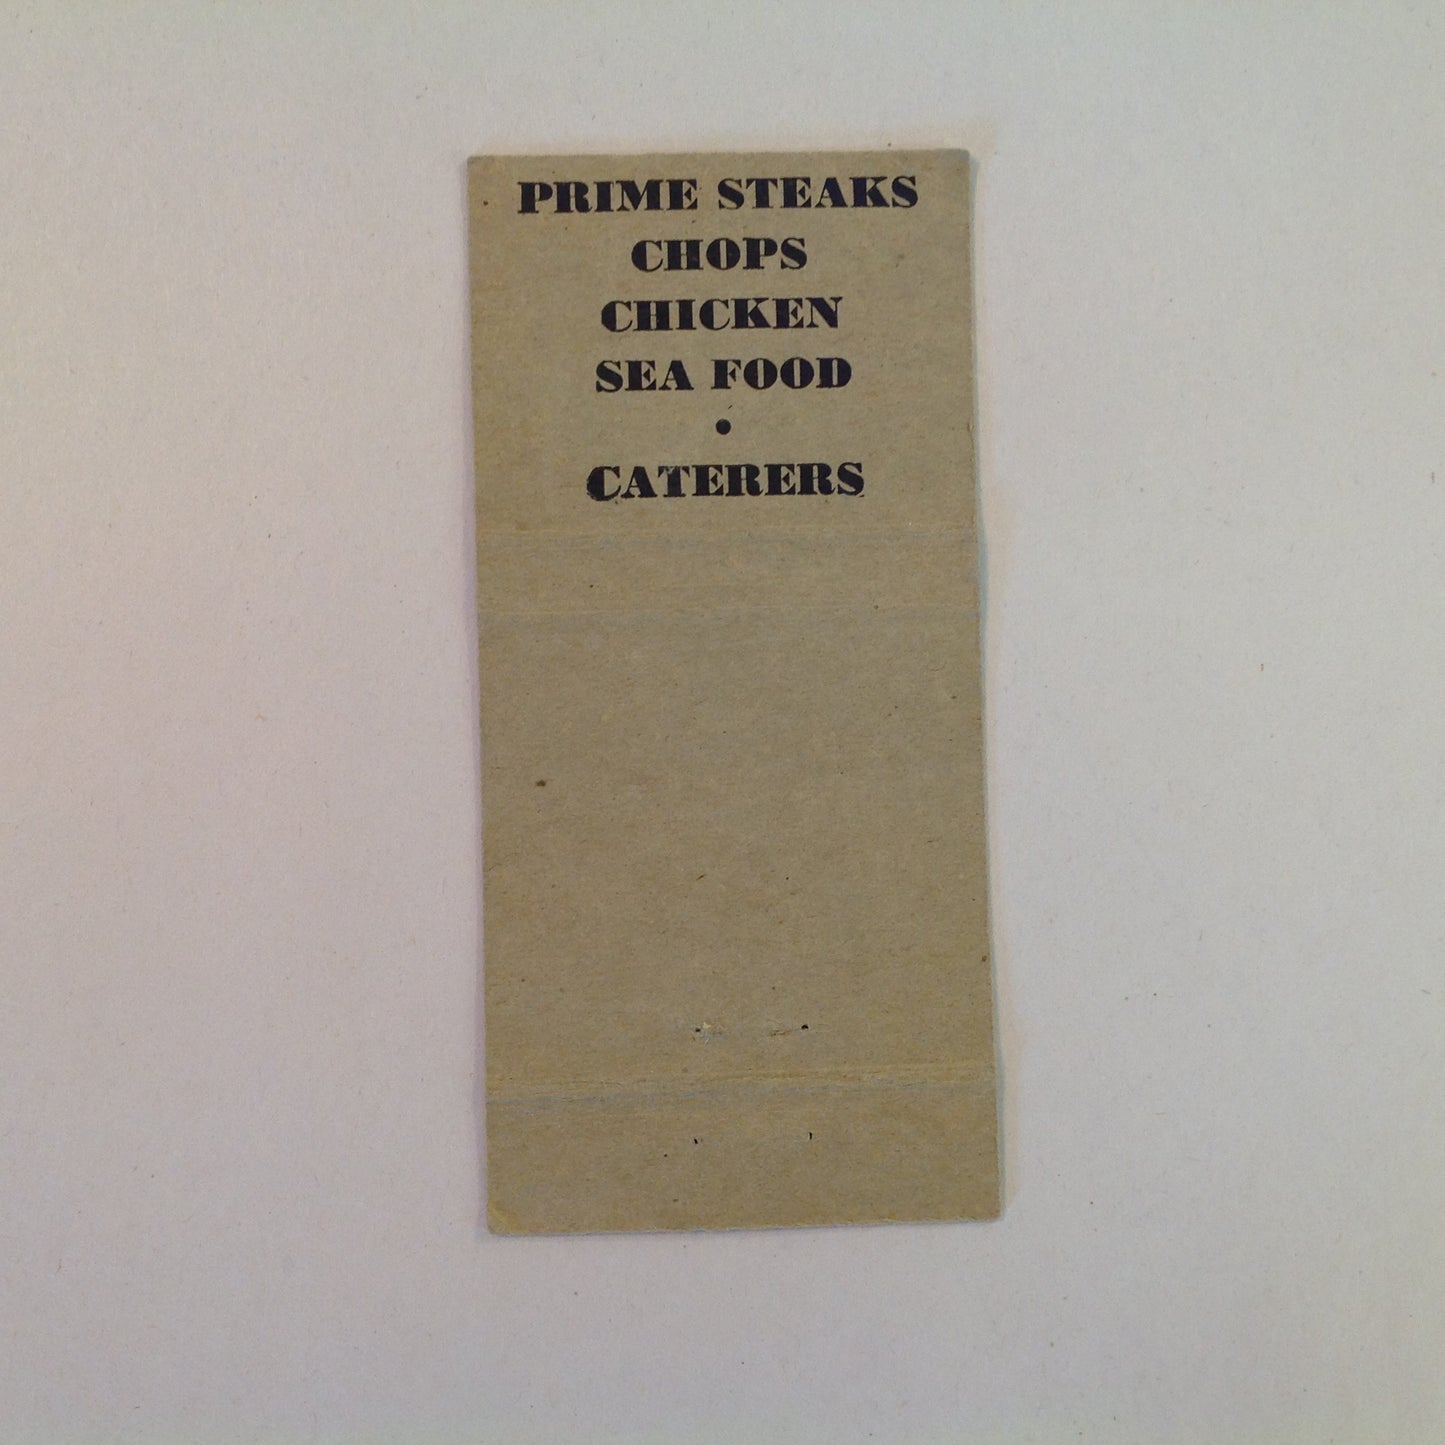 PRIME STEAKS
CHOPS
CHICKEN
SEA FOOD
•
CATERERS